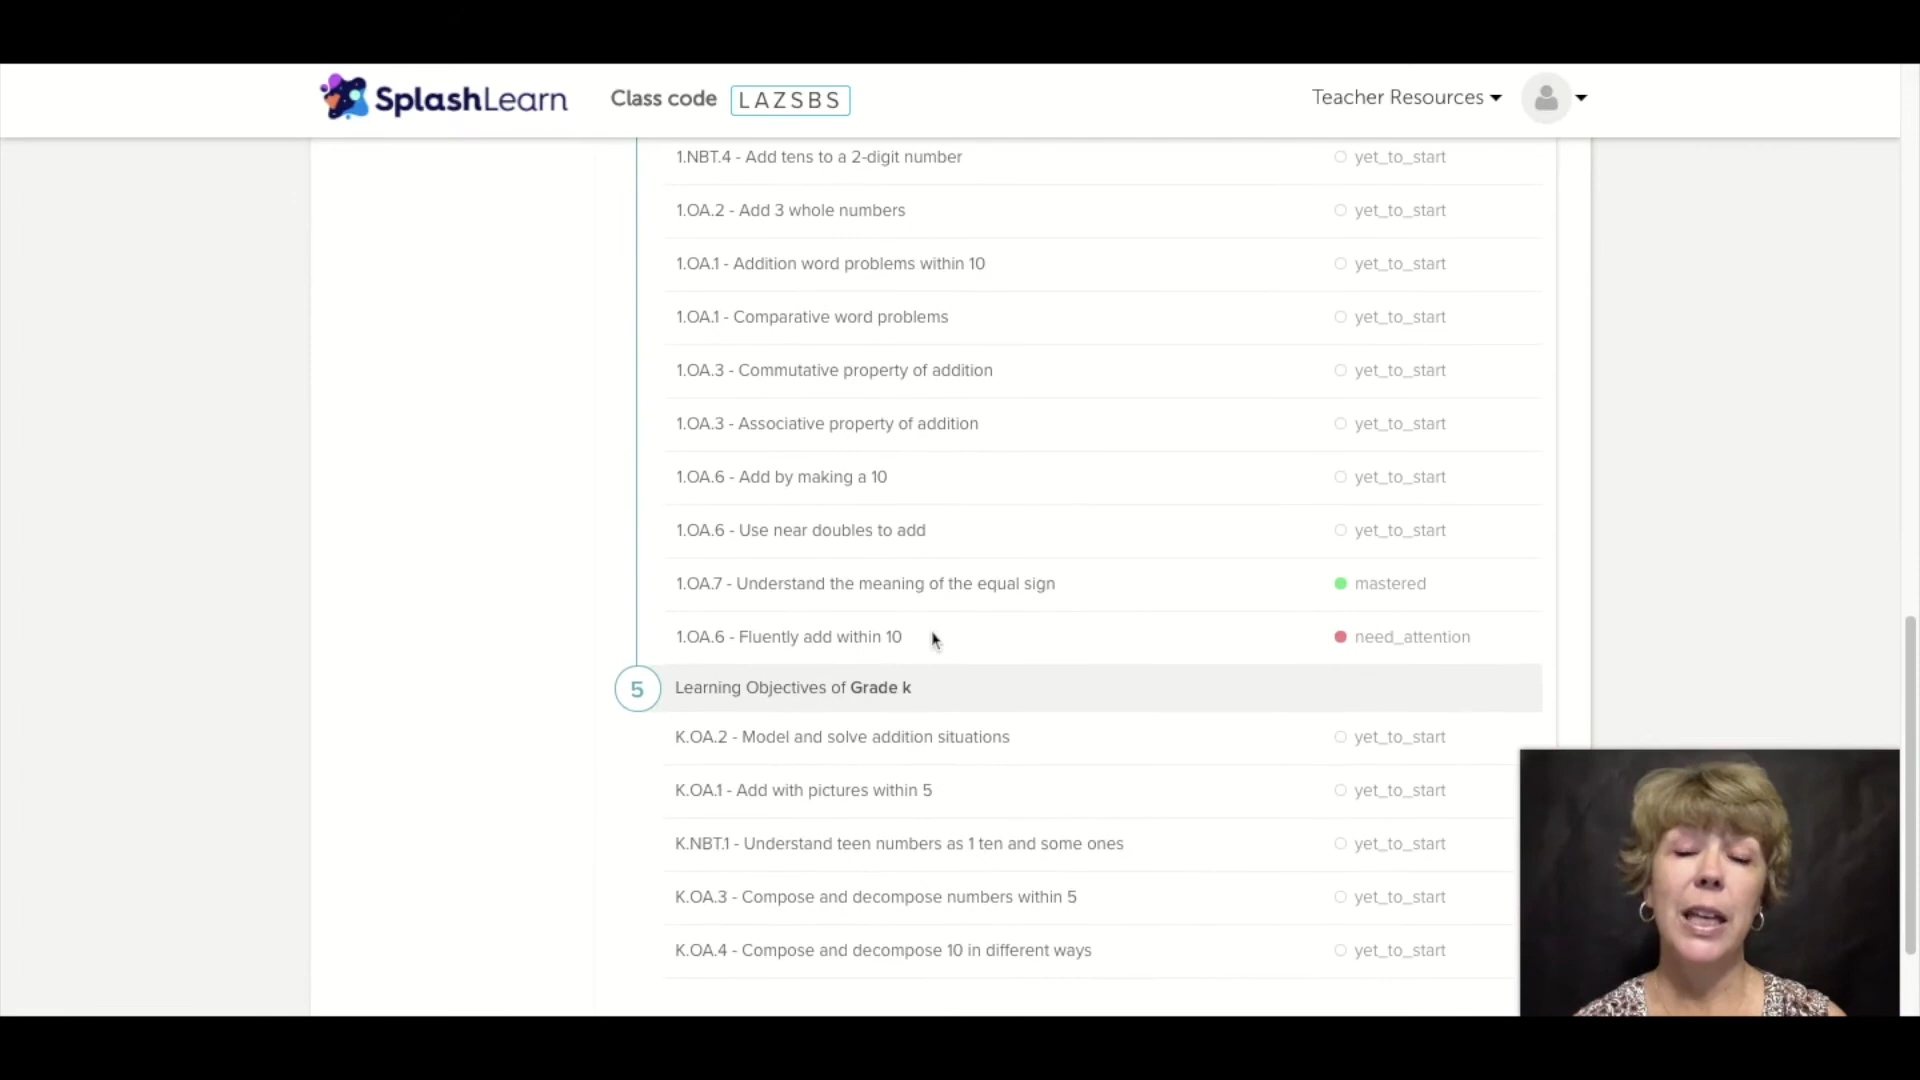 SplashLearn Class code LAZSBS Teacher Resources
1.NBT.4 - Add tens to a 2-digit number yet_to_start
1.OA.2 - Add 3 whole numbers yet_to_start
1.OA.1 - Addition word problems within 10 yet_to_start
1.OA.1 - Comparative word problems yet_to_start
1.OA.3 - Commutative property of addition yet_to_start
1.OA.3 - Associative property of addition yet_to_start
1.OA.6 - Add by making a 10 yet_to_start
1.OA.6 - Use near doubles to add yet_to_start
1.OA.7 - Understand the meaning of the equal sign mastered
1.OA.6 - Fluently add within 10 need_attention
5 Learning Objectives of Grade k
K.OA.2 - Model and solve addition situations yet_to_start
K.OA.1 - Add with pictures within 5 yet_to_start
K.NBT.1 - Understand teen numbers as 1 ten and some ones yet_to_start
K.OA.3 - Compose and decompose numbers within 5 yet_to_start
K.OA.4 - Compose and decompose 10 in different ways yet_to_start